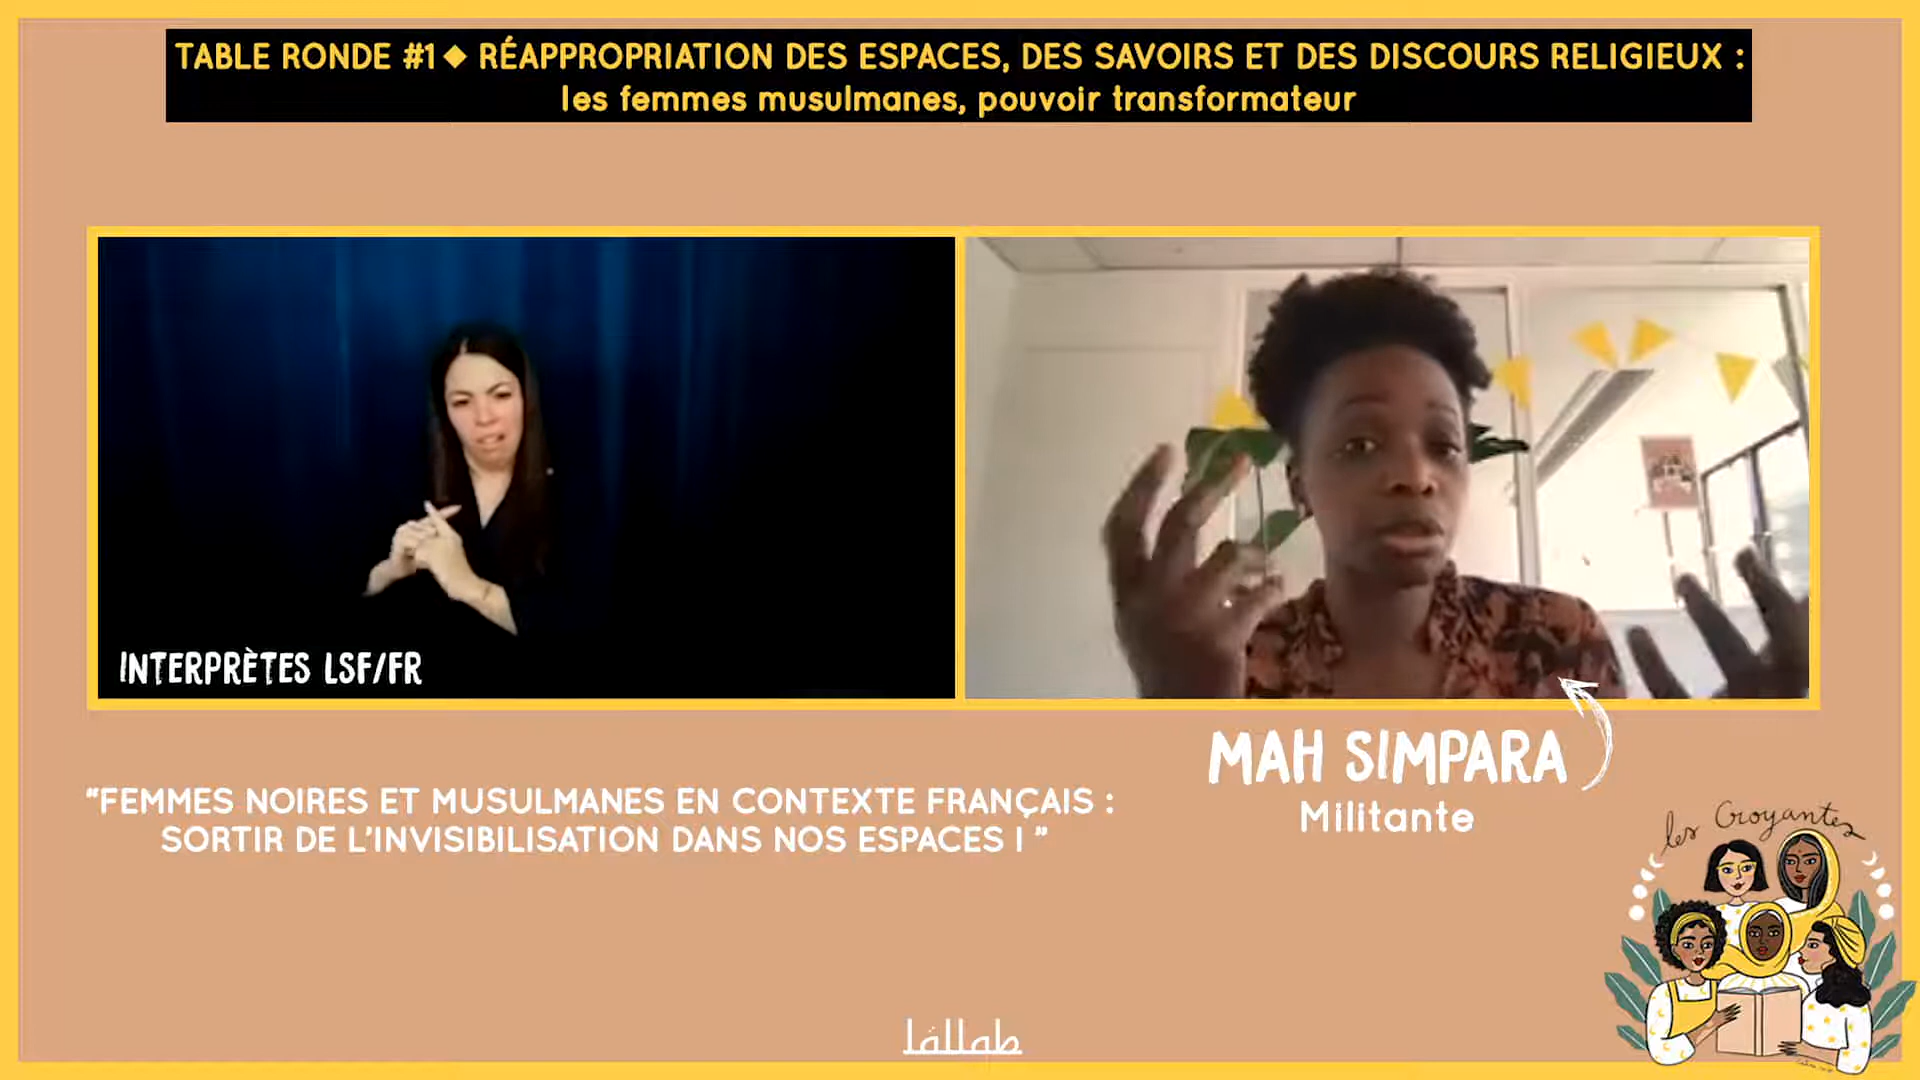 TABLE RONDE #1 ◆ RÉAPPROPRIATION DES ESPACES, DES SAVOIRS ET DES DISCOURS RELIGIEUX :
les femmes musulmanes, pouvoir transformateur
INTERPRÈTES LSF/FR
MAH SIMPARA
Militante
"FEMMES NOIRES ET MUSULMANES EN CONTEXTE FRANÇAIS :
SORTIR DE L'INVISIBILISATION DANS NOS ESPACES ! "
les Croyantes
lallab